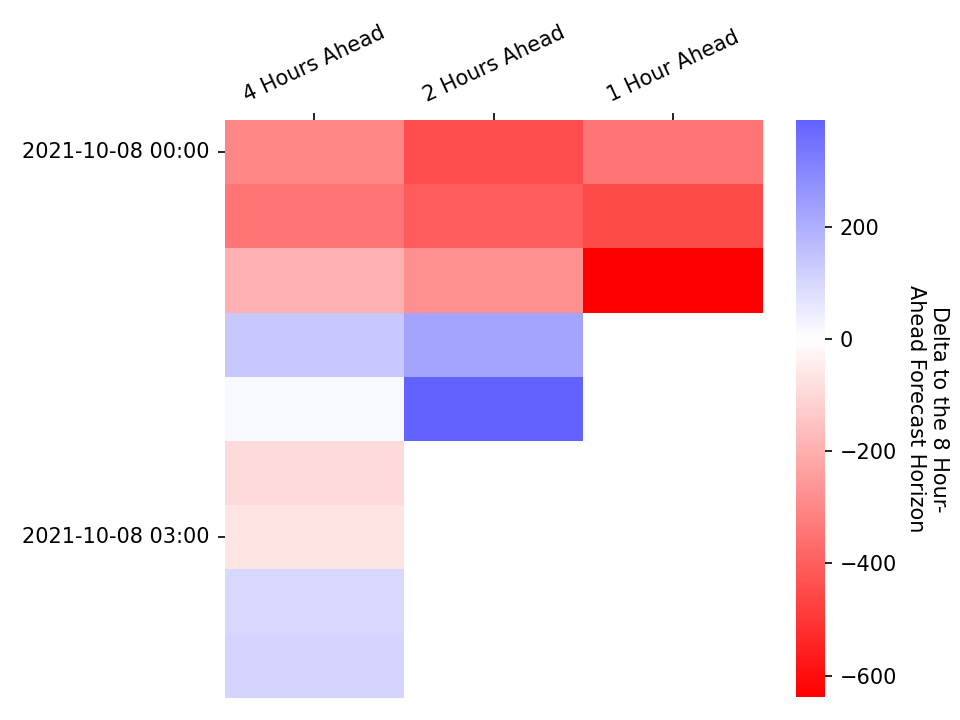 4 Hours Ahead
2 Hours Ahead
1 Hour Ahead
2021-10-08 00:00
2021-10-08 03:00
200
0
−200
−400
−600
Delta to the 8 Hour-
Ahead Forecast Horizon